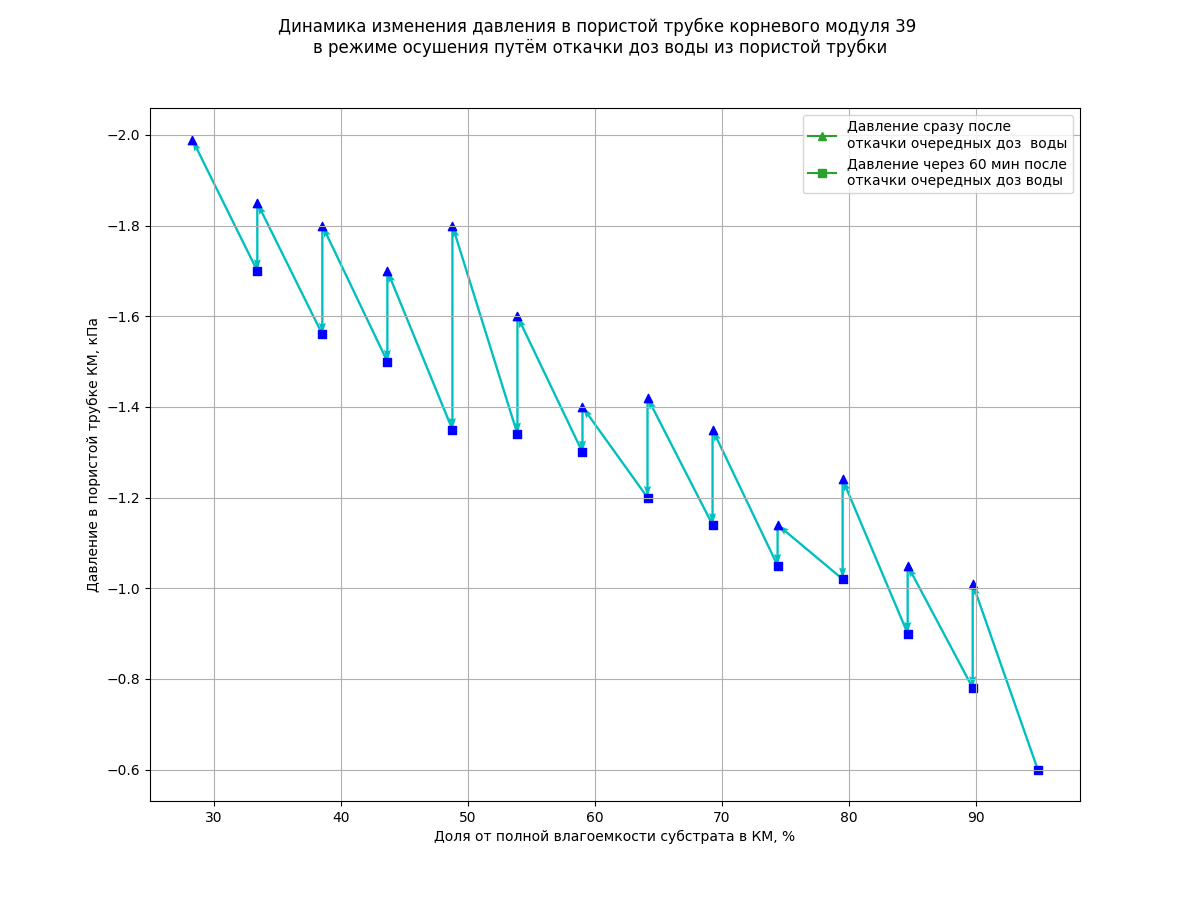 Динамика изменения давления в пористой трубке корневого модуля 39
в режиме осушения путём откачки доз воды из пористой трубки
Давление сразу после
откачки очередных доз  воды
Давление через 60 мин после
откачки очередных доз воды
Давление в пористой трубке КМ, кПа
−2.0
−1.8
−1.6
−1.4
−1.2
−1.0
−0.8
−0.6
30 40 50 60 70 80 90
Доля от полной влагоемкости субстрата в КМ, %